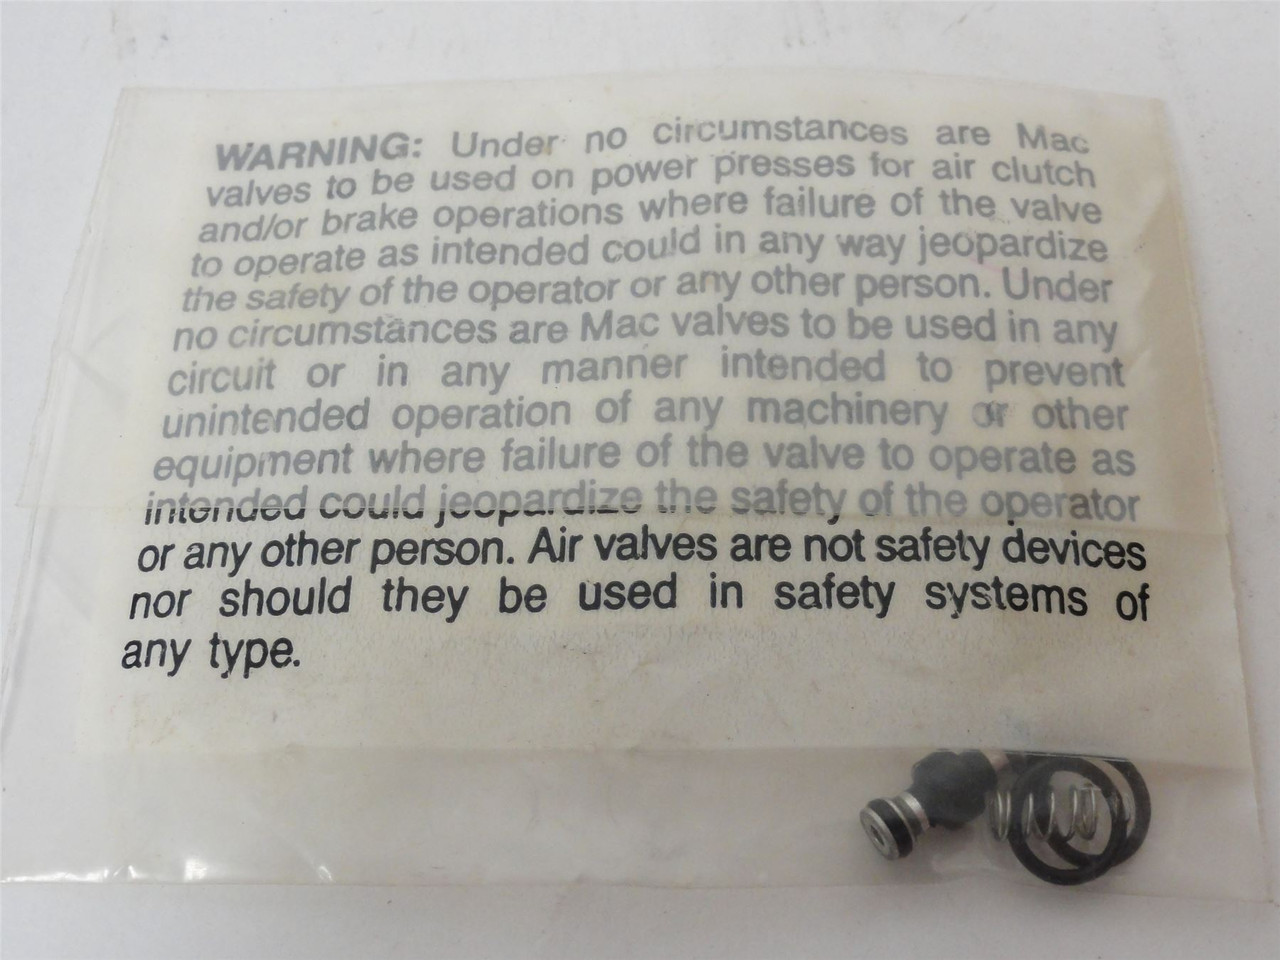 WARNING: Under no circumstances are Mac
valves to be used on power presses for air clutch
and/or brake operations where failure of the valve
to operate as intended could in any way jeopardize
the safety of the operator or any other person. Under
no circumstances are Mac valves to be used in any
circuit or in any manner intended to prevent
unintended operation of any machinery or other
equipment where failure of the valve to operate as
intended could jeopardize the safety of the operator
or any other person. Air valves are not safety devices
nor should they be used in safety systems of
any type.